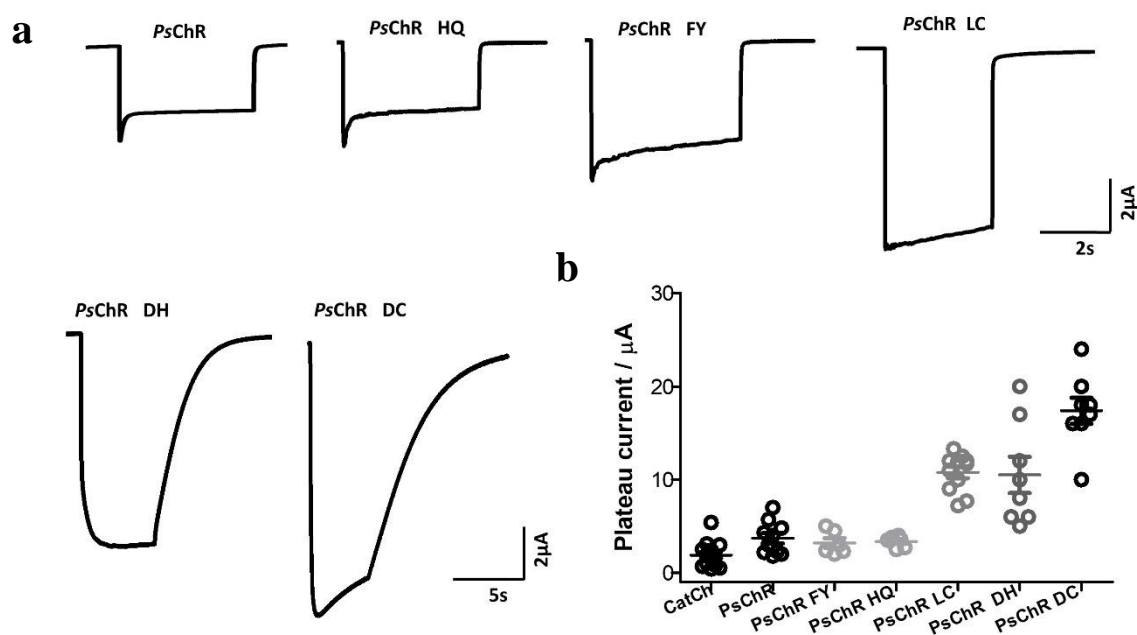 a
PsChR
PsChR HQ
PsChR FY
PsChR LC
2µA
2s
PsChR DH
PsChR DC
2µA
5s
b
Plateau current / µA
30
20
10
0
CatCh
PsChR
PsChR FY
PsChR HQ
PsChR LC
PsChR DH
PsChR DC